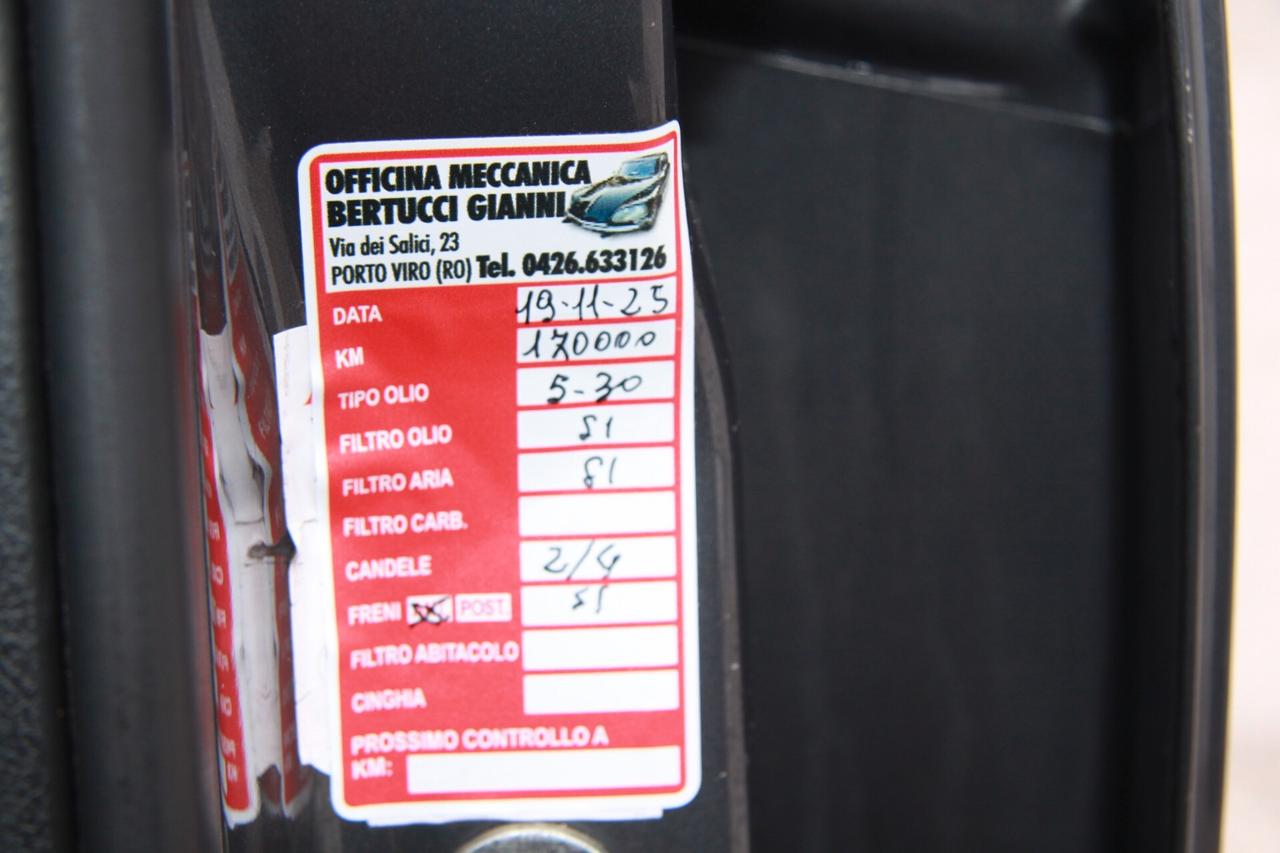 OFFICINA MECCANICA
BERTUCCI GIANNI
Via dei Salici, 23
PORTO VIRO (RO) Tel. 0426.633126
DATA 19-11-25
KM 170000
TIPO OLIO 5-30
FILTRO OLIO SI
FILTRO ARIA SI
FILTRO CARB.
CANDELE 2/4
FRENI POST. SI
FILTRO ABITACOLO
CINGHIA
PROSSIMO CONTROLLO A
KM: